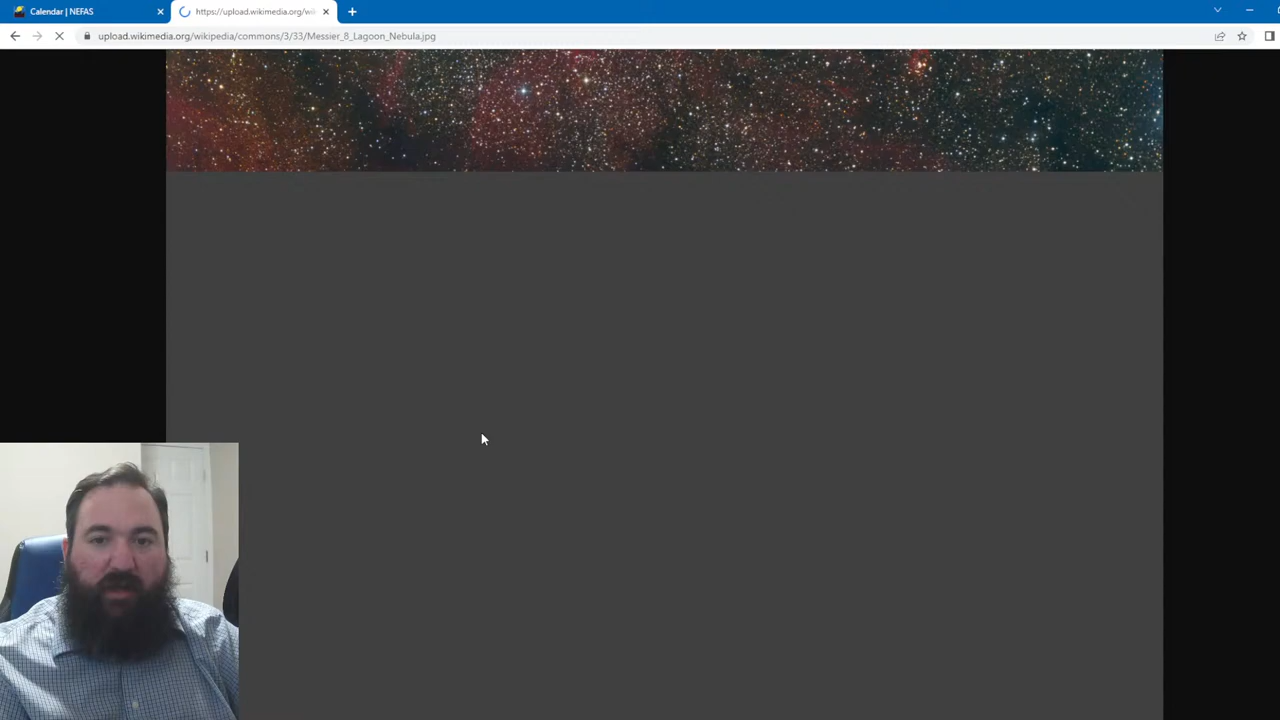 Calendar | NEFAS
https://upload.wikimedia.org/wi
upload.wikimedia.org/wikipedia/commons/3/33/Messier_8_Lagoon_Nebula.jpg